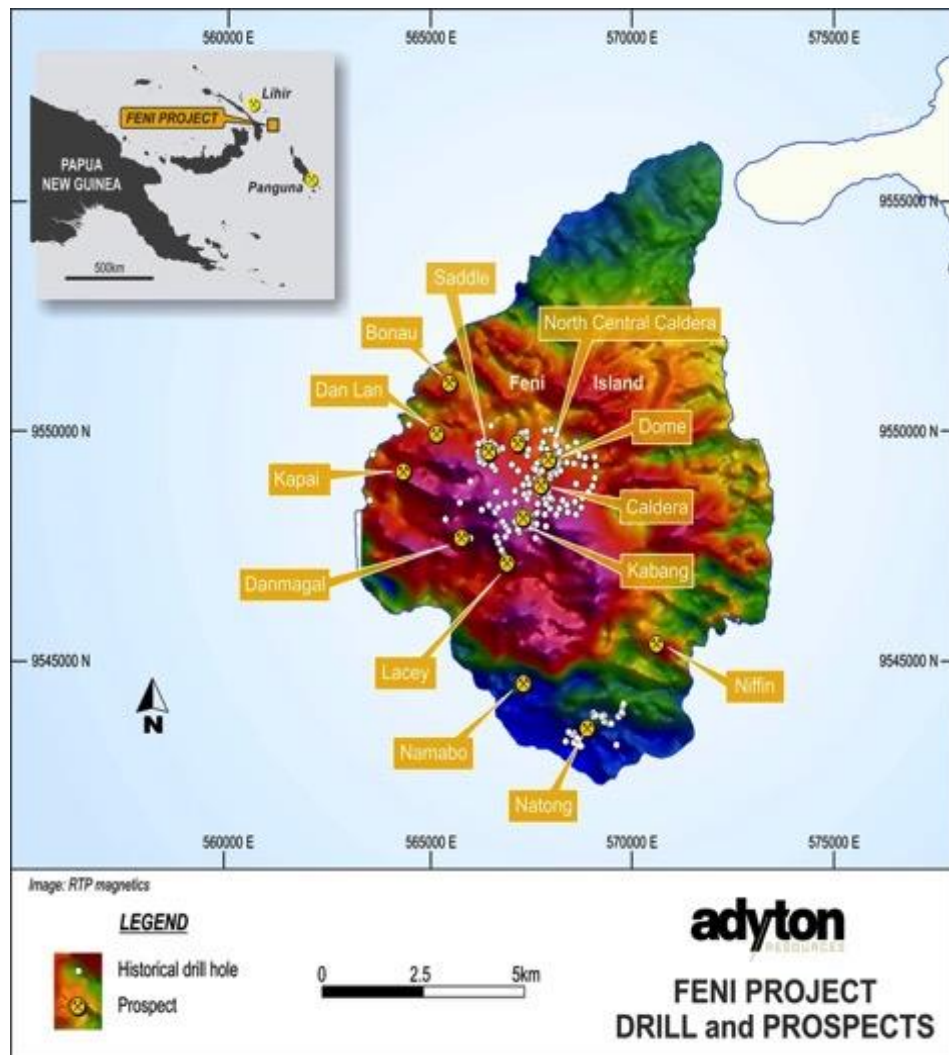 560000 E
565000 E
570000 E
575000 E
Lihir
FENI PROJECT
PAPUA
NEW GUINEA
Panguna
500km
9555000 N
9555000 N
Saddle
North Central Caldera
Bonau
Feni Island
Dan Lan
9550000 N
9550000 N
Dome
Kapai
Caldera
Danmagal
Kabang
Lacey
9545000 N
9545000 N
Niffin
N
Namabo
Natong
560000 E
565000 E
570000 E
575000 E
Image: RTP magnetics
LEGEND
Historical drill hole
Prospect
0 2.5 5km
adyton
RESOURCES
FENI PROJECT
DRILL and PROSPECTS